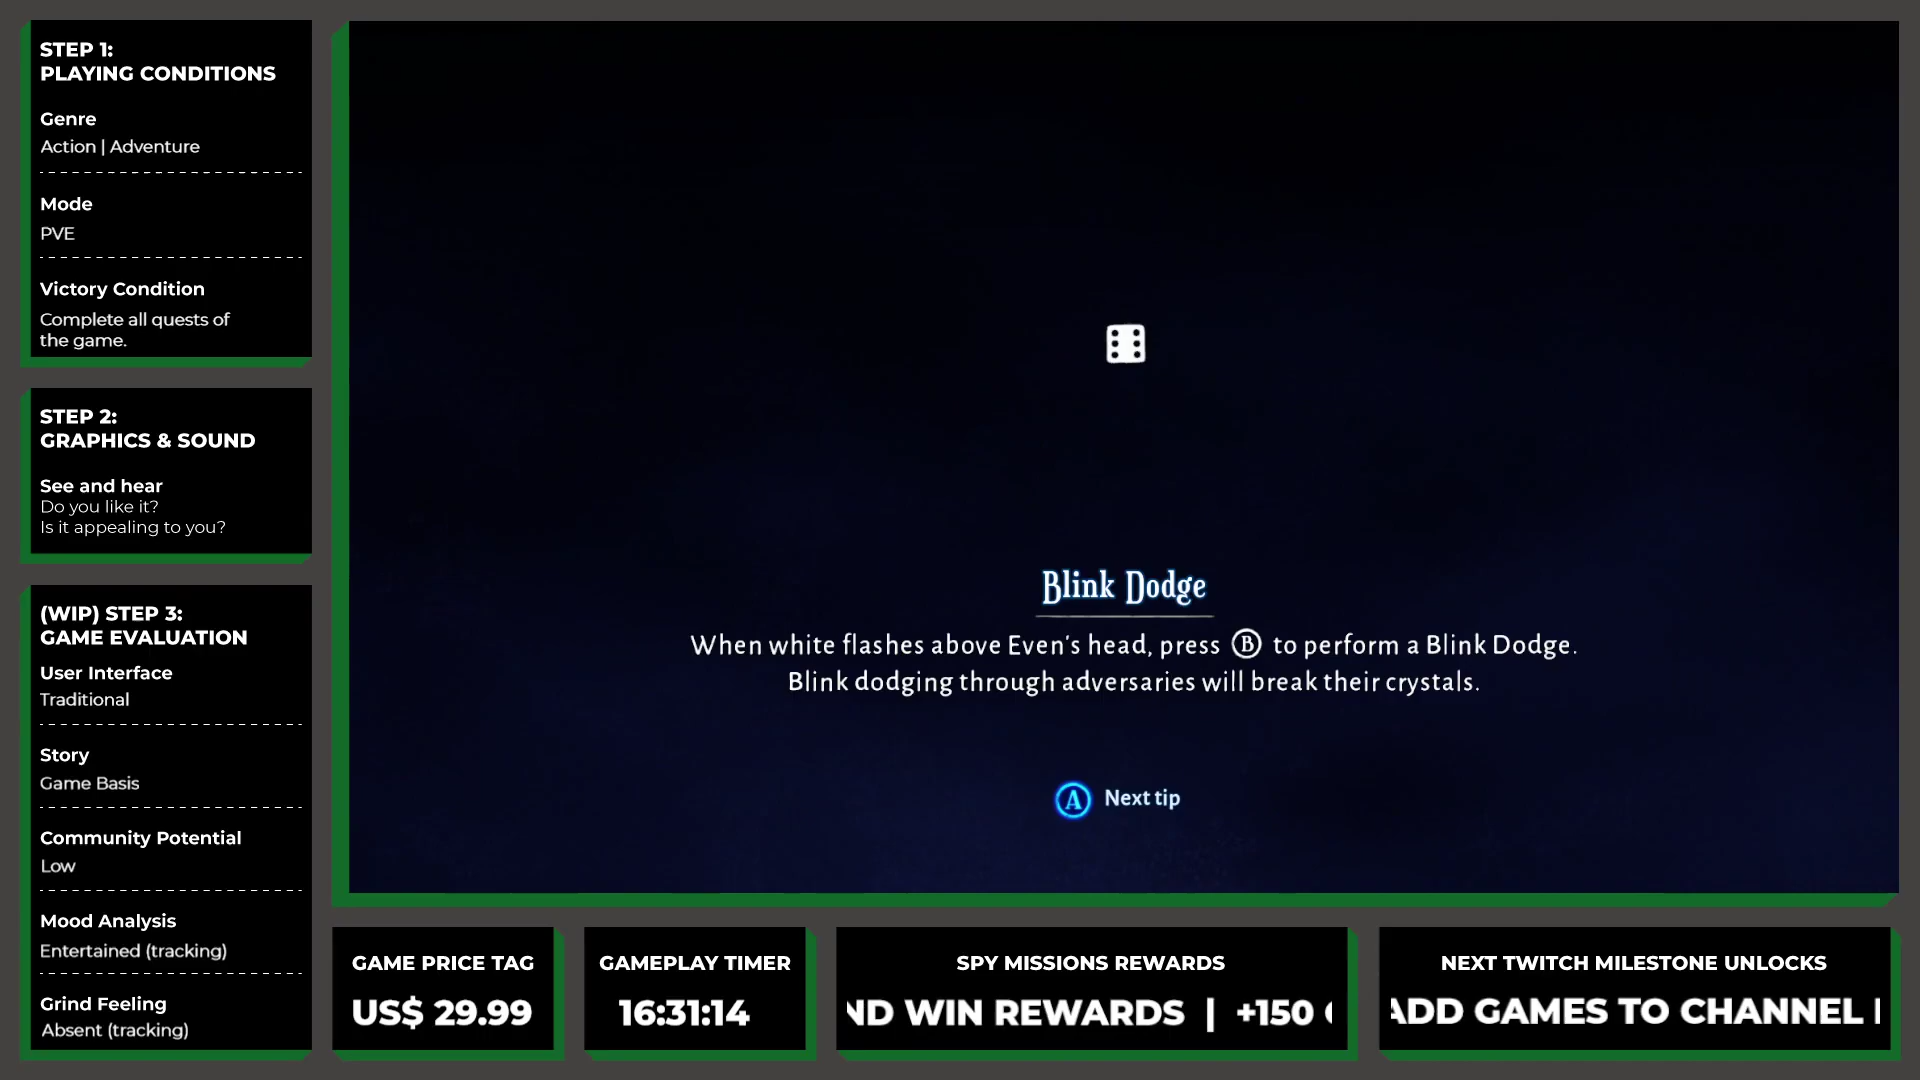 STEP 1:
PLAYING CONDITIONS
Genre
Action | Adventure
Mode
PVE
Victory Condition
Complete all quests of
the game.
STEP 2:
GRAPHICS & SOUND
See and hear
Do you like it?
Is it appealing to you?
(WIP) STEP 3:
GAME EVALUATION
User Interface
Traditional
Story
Game Basis
Community Potential
Low
Mood Analysis
Entertained (tracking)
Grind Feeling
Absent (tracking)
Blink Dodge
When white flashes above Even's head, press B to perform a Blink Dodge.
Blink dodging through adversaries will break their crystals.
A Next tip
GAME PRICE TAG
US$ 29.99
GAMEPLAY TIMER
16:31:14
SPY MISSIONS REWARDS
WIN REWARDS | +150
NEXT TWITCH MILESTONE UNLOCKS
ADD GAMES TO CHANNEL